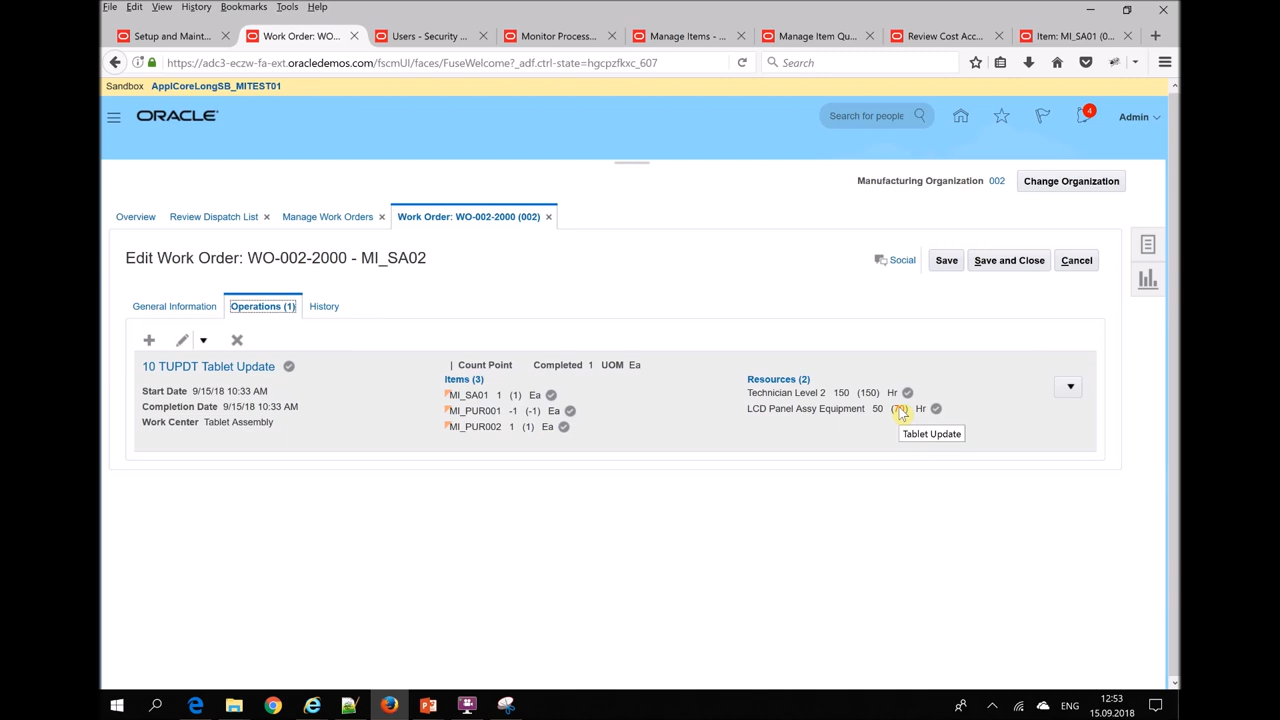 File Edit View History Bookmarks Tools Help
Setup and Maint... Work Order: WO... Users - Security ... Monitor Process... Manage Items - ... Manage Item Qu... Review Cost Acc... Item: MI_SA01 (0...
https://adc3-eczw-fa-ext.oracledemos.com/fscmUI/faces/FuseWelcome?_adf.ctrl-state=hgcpzfkxc_607 Search
Sandbox ApplCoreLongSB_MITEST01
ORACLE Search for people 4 Admin
Manufacturing Organization 002 Change Organization
Overview Review Dispatch List Manage Work Orders Work Order: WO-002-2000 (002)
Edit Work Order: WO-002-2000 - MI_SA02 Social Save Save and Close Cancel
General Information Operations (1) History
10 TUPDT Tablet Update | Count Point Completed 1 UOM Ea
Items (3) Resources (2)
Start Date 9/15/18 10:33 AM MI_SA01 1 (1) Ea Technician Level 2 150 (150) Hr
Completion Date 9/15/18 10:33 AM MI_PUR001 -1 (-1) Ea LCD Panel Assy Equipment 50 Hr
Work Center Tablet Assembly MI_PUR002 1 (1) Ea Tablet Update
ENG 12:53
15.09.2018